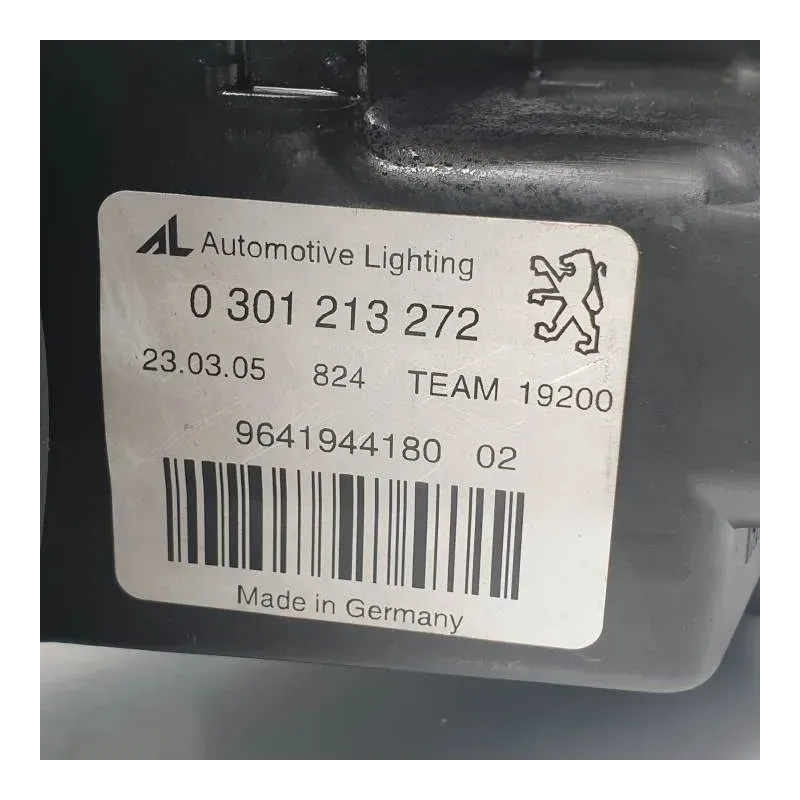 AL Automotive Lighting
0 301 213 272
23.03.05 824 TEAM 19200
9641944180 02
Made in Germany